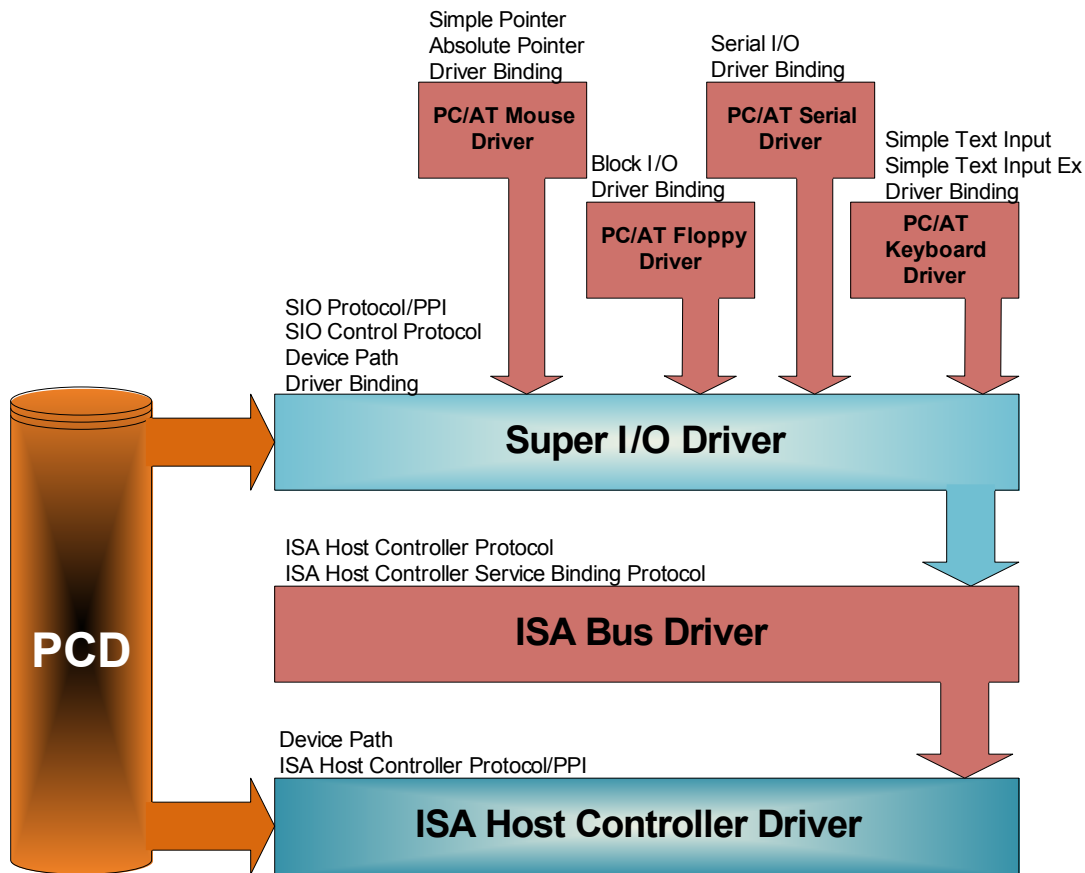 Simple Pointer
Absolute Pointer
Driver Binding
PC/AT Mouse
Driver
Serial I/O
Driver Binding
PC/AT Serial
Driver
Block I/O
Driver Binding
PC/AT Floppy
Driver
Simple Text Input
Simple Text Input Ex
Driver Binding
PC/AT
Keyboard
Driver
SIO Protocol/PPI
SIO Control Protocol
Device Path
Driver Binding
Super I/O Driver
PCD
ISA Host Controller Protocol
ISA Host Controller Service Binding Protocol
ISA Bus Driver
Device Path
ISA Host Controller Protocol/PPI
ISA Host Controller Driver